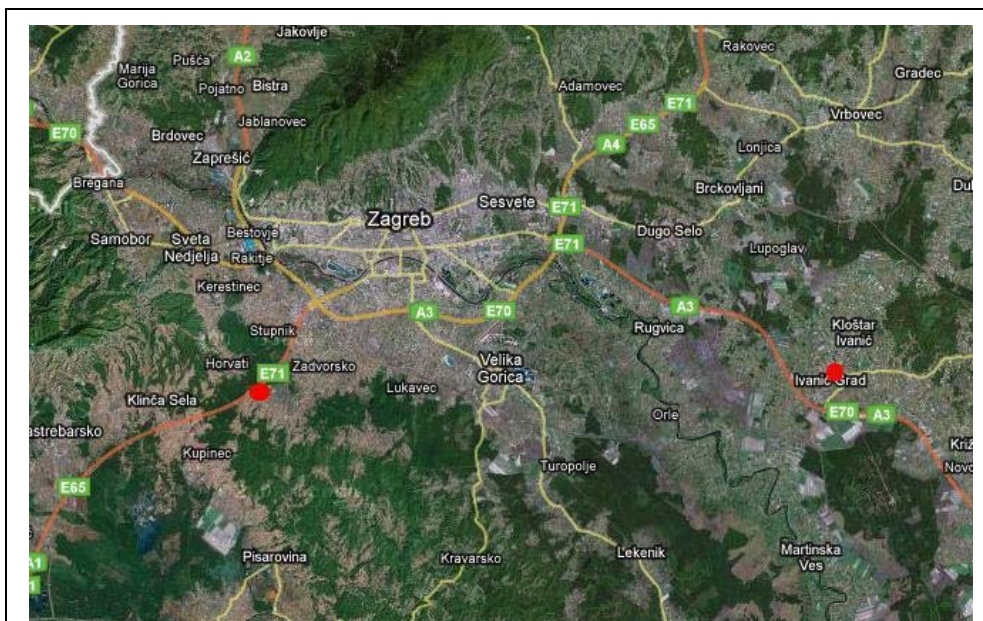 Jakovlje
Pušća
A2
Rakovec
Marija
Gorica
Pojatno
Bistra
Adamovec
Gradec
E71
Jablanovec
E65
Vrbovec
E70
Brdovec
A4
Lonjica
Zaprešić
Bregana
Brckovljani
Sesvete
E71
Zagreb
Samobor
Sveta
Nedjelja
Bestovje
Rakitje
Dugo Selo
E71
Lupoglav
Kerestinec
A3
E70
A3
Rugvica
Kloštar
Ivanić
Stupnik
Horvati
E71
Zadvorsko
Velika
Gorica
Lukavec
Ivanić Grad
Klinča Sela
Orle
E70
A3
astrebarsko
Kupinec
Križ
Novo
Turopolje
E65
Pisarovina
Kravarsko
Lekenik
Martinska
Ves
A1